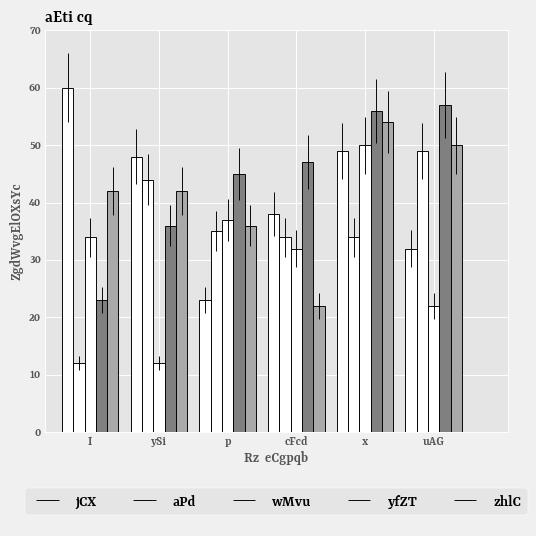 aEti cq
70
60
50
40
30
20
10
0
ZgdWvgElOXsYc
I ySi p cFcd x uAG
Rz eCgpqb
jCX aPd wMvu yfZT zhlC